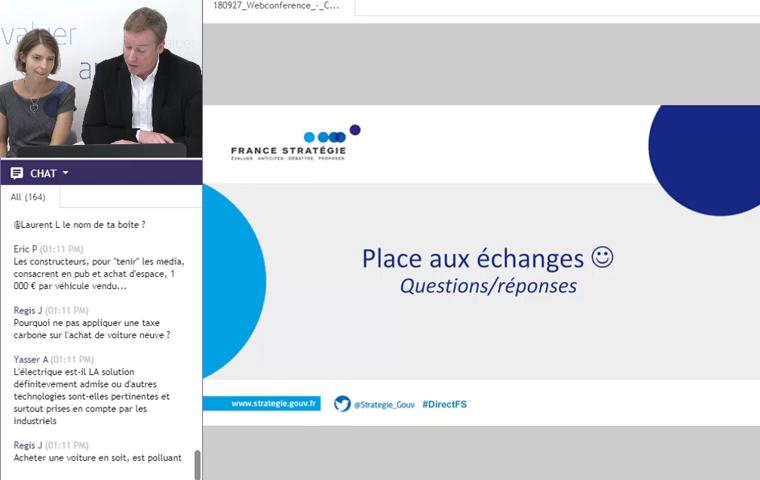 180927_Webconference_-_C...
valuer
FRANCE STRATÉGIE
ÉVALUER. ANTICIPER. DÉBATTRE. PROPOSER.
CHAT
All (164)
@Laurent L le nom de ta boite ?
Eric P (01:11 PM)
Les constructeurs, pour "tenir" les media,
consacrent en pub et achat d'espace, 1
000 € par véhicule vendu...
Regis J (01:11 PM)
Pourquoi ne pas appliquer une taxe
carbone sur l'achat de voiture neuve ?
Yasser A (01:11 PM)
L'électrique est-il LA solution
définitevement admise ou d'autres
technologies sont-elles pertinentes et
surtout prises en compte par les
industriels
Regis J (01:11 PM)
Acheter une voiture en soit, est polluant
Place aux échanges ☺
Questions/réponses
www.strategie.gouv.fr
@Strategie_Gouv #DirectFS